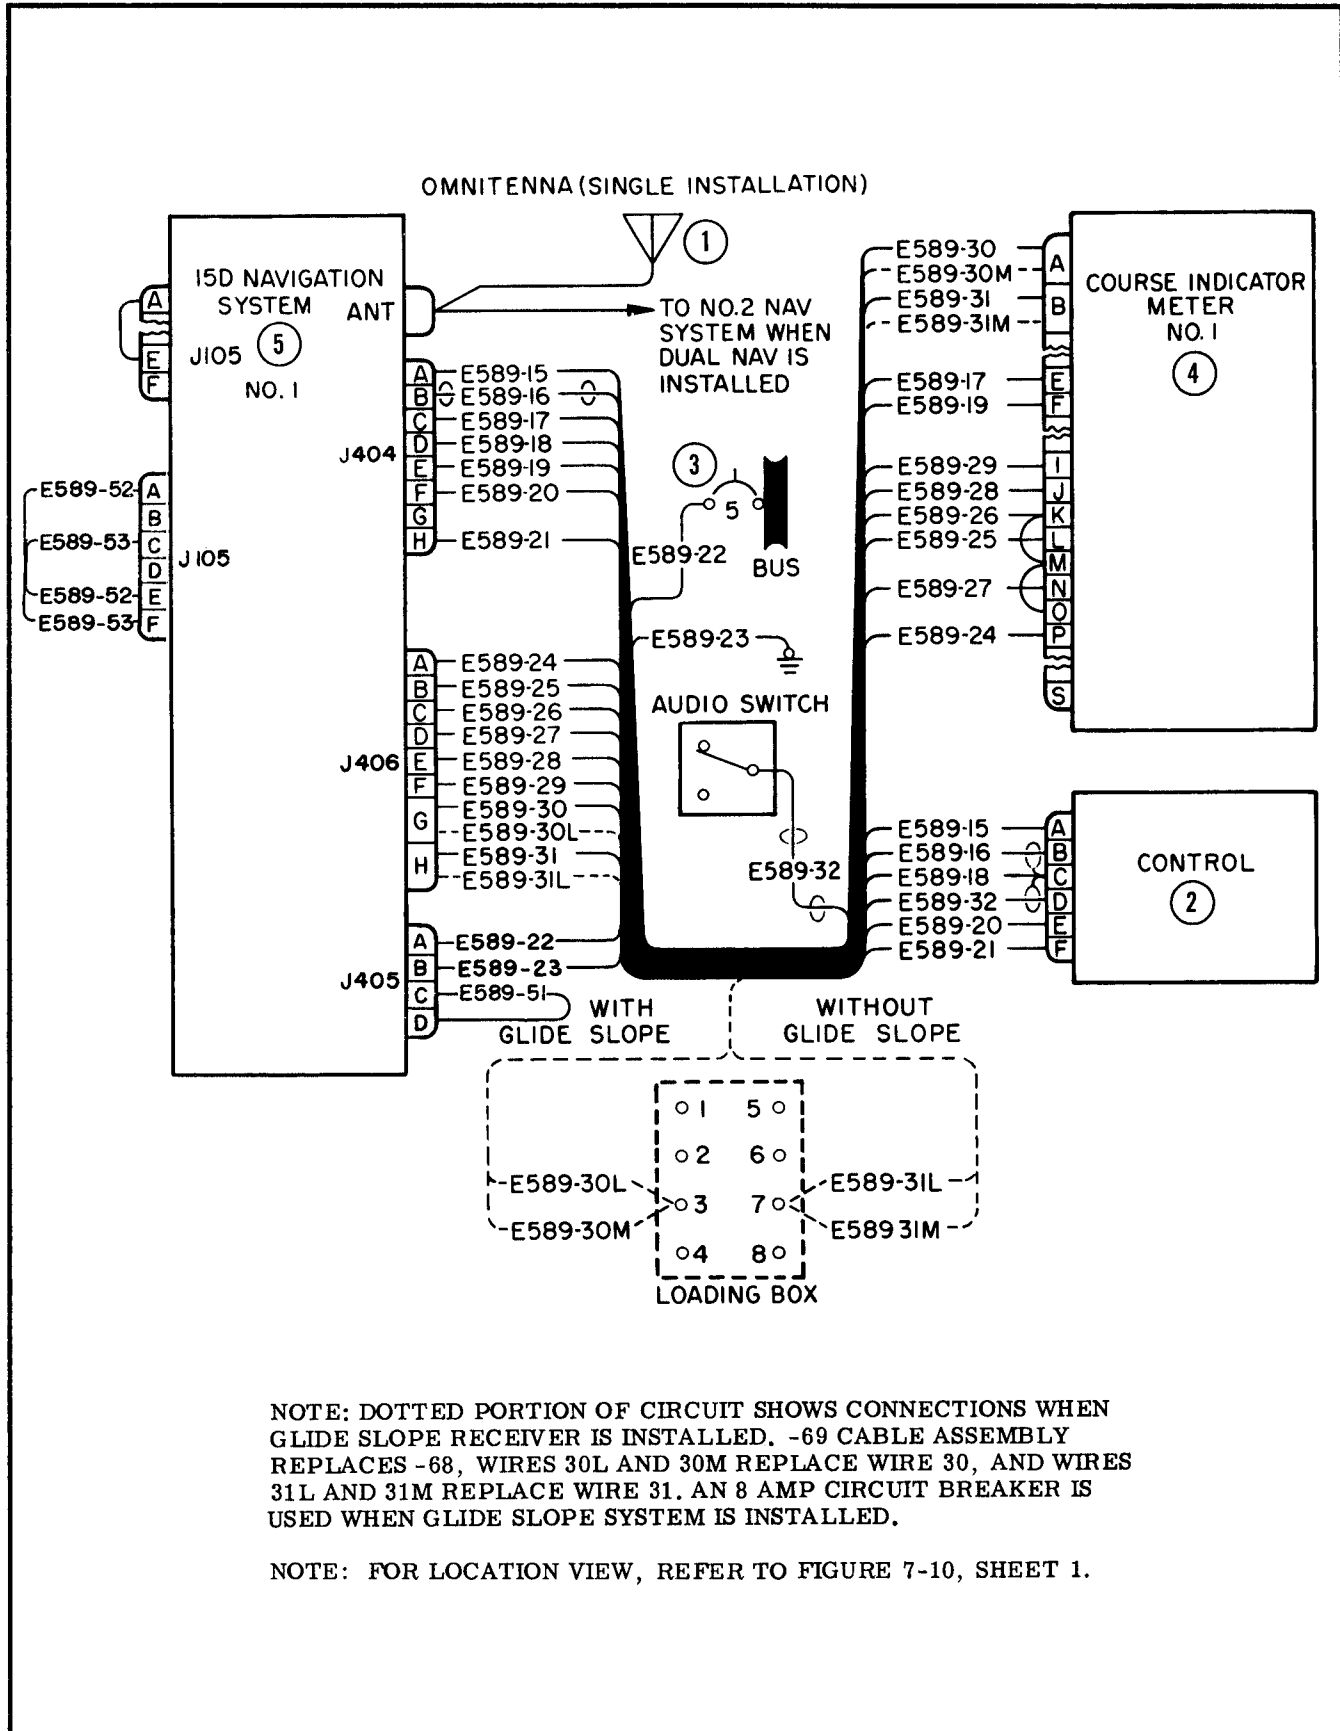 OMNITENNA (SINGLE INSTALLATION)
1
15D NAVIGATION
SYSTEM
5
NO. 1
ANT
A
E
F
J105
E589-52 A
B
E589-53 C
D
E589-52 E
E589-53 F
J105
TO NO.2 NAV
SYSTEM WHEN
DUAL NAV IS
INSTALLED
J404
A E589-15
B E589-16
C E589-17
D E589-18
E E589-19
F E589-20
G
H E589-21
J406
A E589-24
B E589-25
C E589-26
D E589-27
E E589-28
F E589-29
G E589-30
E589-30L
H E589-31
E589-31L
J405
A E589-22
B E589-23
C E589-51
D
3
5
BUS
E589-22
E589-23
AUDIO SWITCH
E589-32
COURSE INDICATOR
METER
NO. 1
4
E589-30 A
E589-30M
E589-31 B
E589-31M
E589-17 E
E589-19 F
E589-29 I
E589-28 J
E589-26 K
E589-25 L
M
E589-27 N
O
E589-24 P
S
CONTROL
2
E589-15 A
E589-16 B
E589-18 C
E589-32 D
E589-20 E
E589-21 F
WITH
GLIDE SLOPE
WITHOUT
GLIDE SLOPE
1 5
2 6
E589-30L 3 7 E589-31L
E589-30M E58931M
4 8
LOADING BOX
NOTE: DOTTED PORTION OF CIRCUIT SHOWS CONNECTIONS WHEN
GLIDE SLOPE RECEIVER IS INSTALLED. -69 CABLE ASSEMBLY
REPLACES -68, WIRES 30L AND 30M REPLACE WIRE 30, AND WIRES
31L AND 31M REPLACE WIRE 31. AN 8 AMP CIRCUIT BREAKER IS
USED WHEN GLIDE SLOPE SYSTEM IS INSTALLED.
NOTE: FOR LOCATION VIEW, REFER TO FIGURE 7-10, SHEET 1.